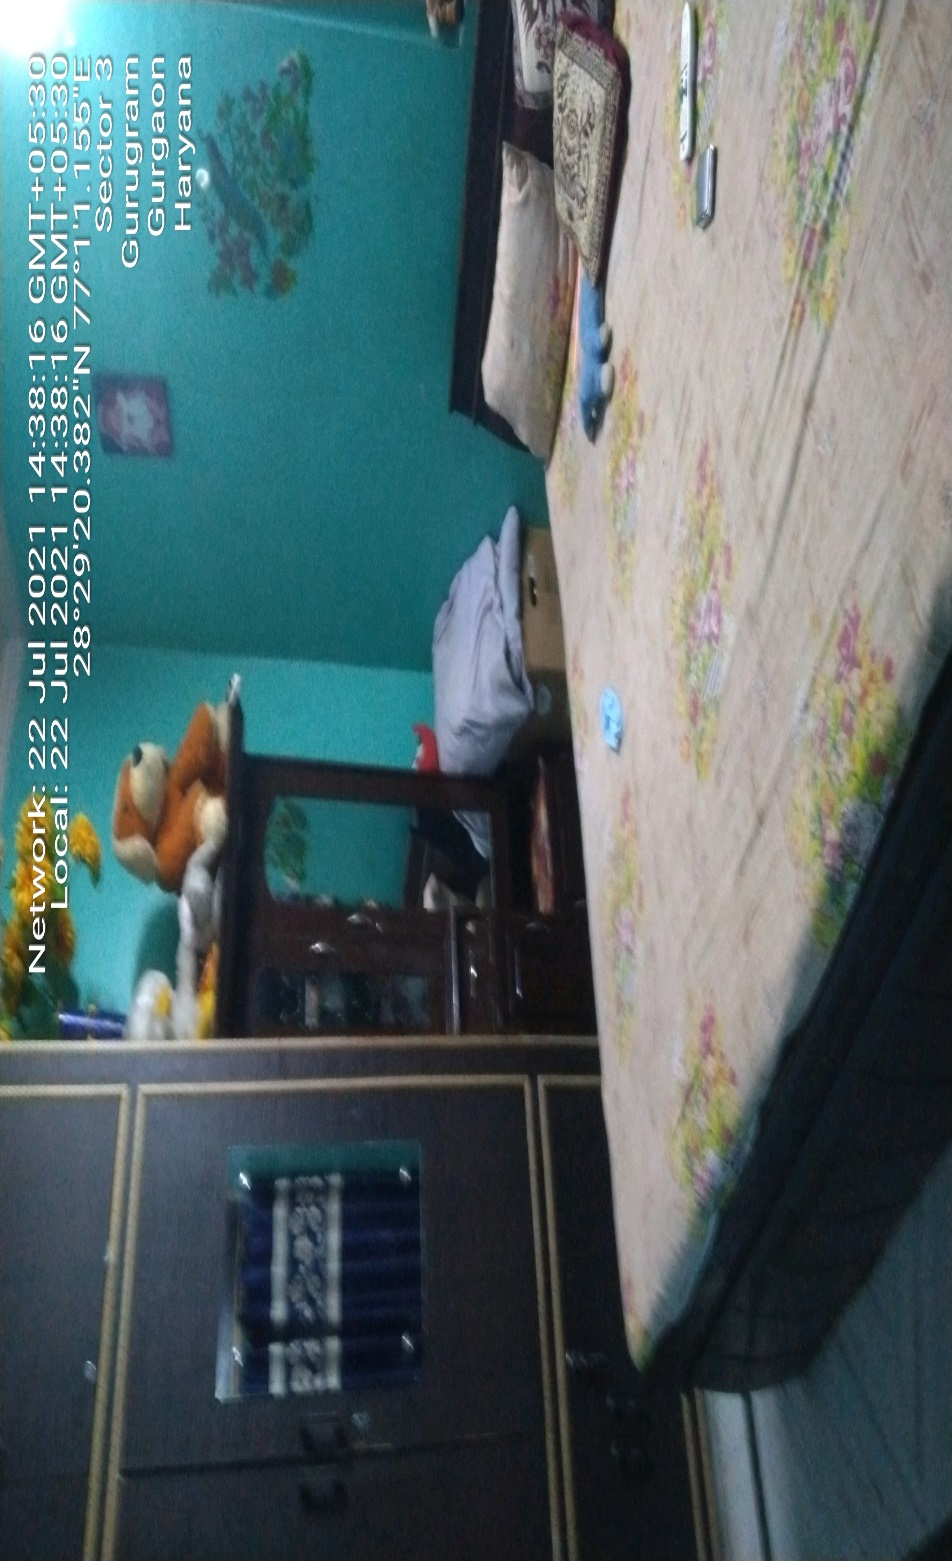 Network: 22 Jul 2021 14:38:16 GMT+05:30
Local: 22 Jul 2021 14:38:16 GMT+05:30
28°29'20.382"N 77°1'11.155"E
Sector 3
Gurugram
Gurgaon
Haryana